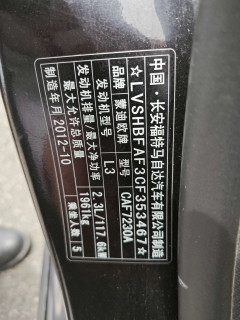 中国·长安福特马自达汽车有限公司制造
☆LVSHBFAF3CF353467☆
品牌 蒙迪欧牌 型号 CAF7230A
发动机型号 L3
发动机排量/最大净功率 2.3L/117.6kW
最大允许总质量 1961kg
制造年月 2012-10 乘坐人数 5